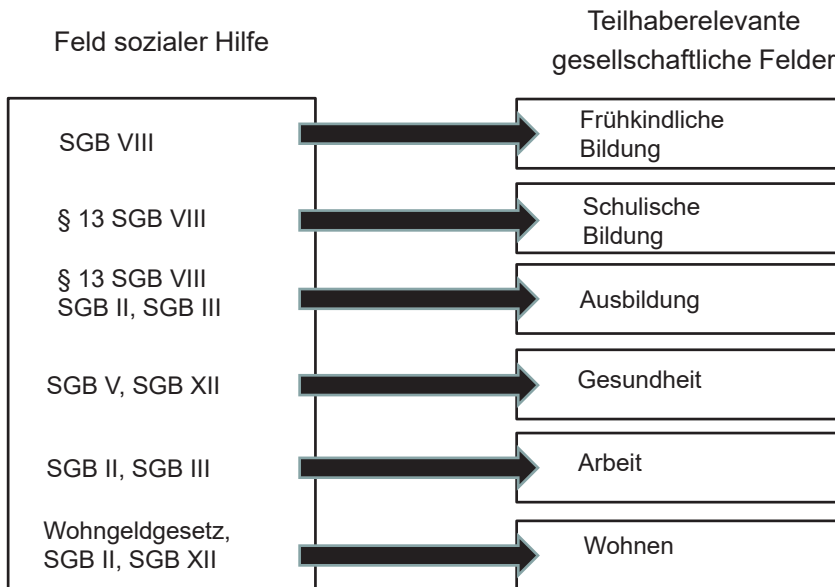 Feld sozialer Hilfe
Teilhaberelevante
gesellschaftliche Felder
SGB VIII
Frühkindliche
Bildung
§ 13 SGB VIII
Schulische
Bildung
§ 13 SGB VIII
SGB II, SGB III
Ausbildung
SGB V, SGB XII
Gesundheit
SGB II, SGB III
Arbeit
Wohngeldgesetz,
SGB II, SGB XII
Wohnen